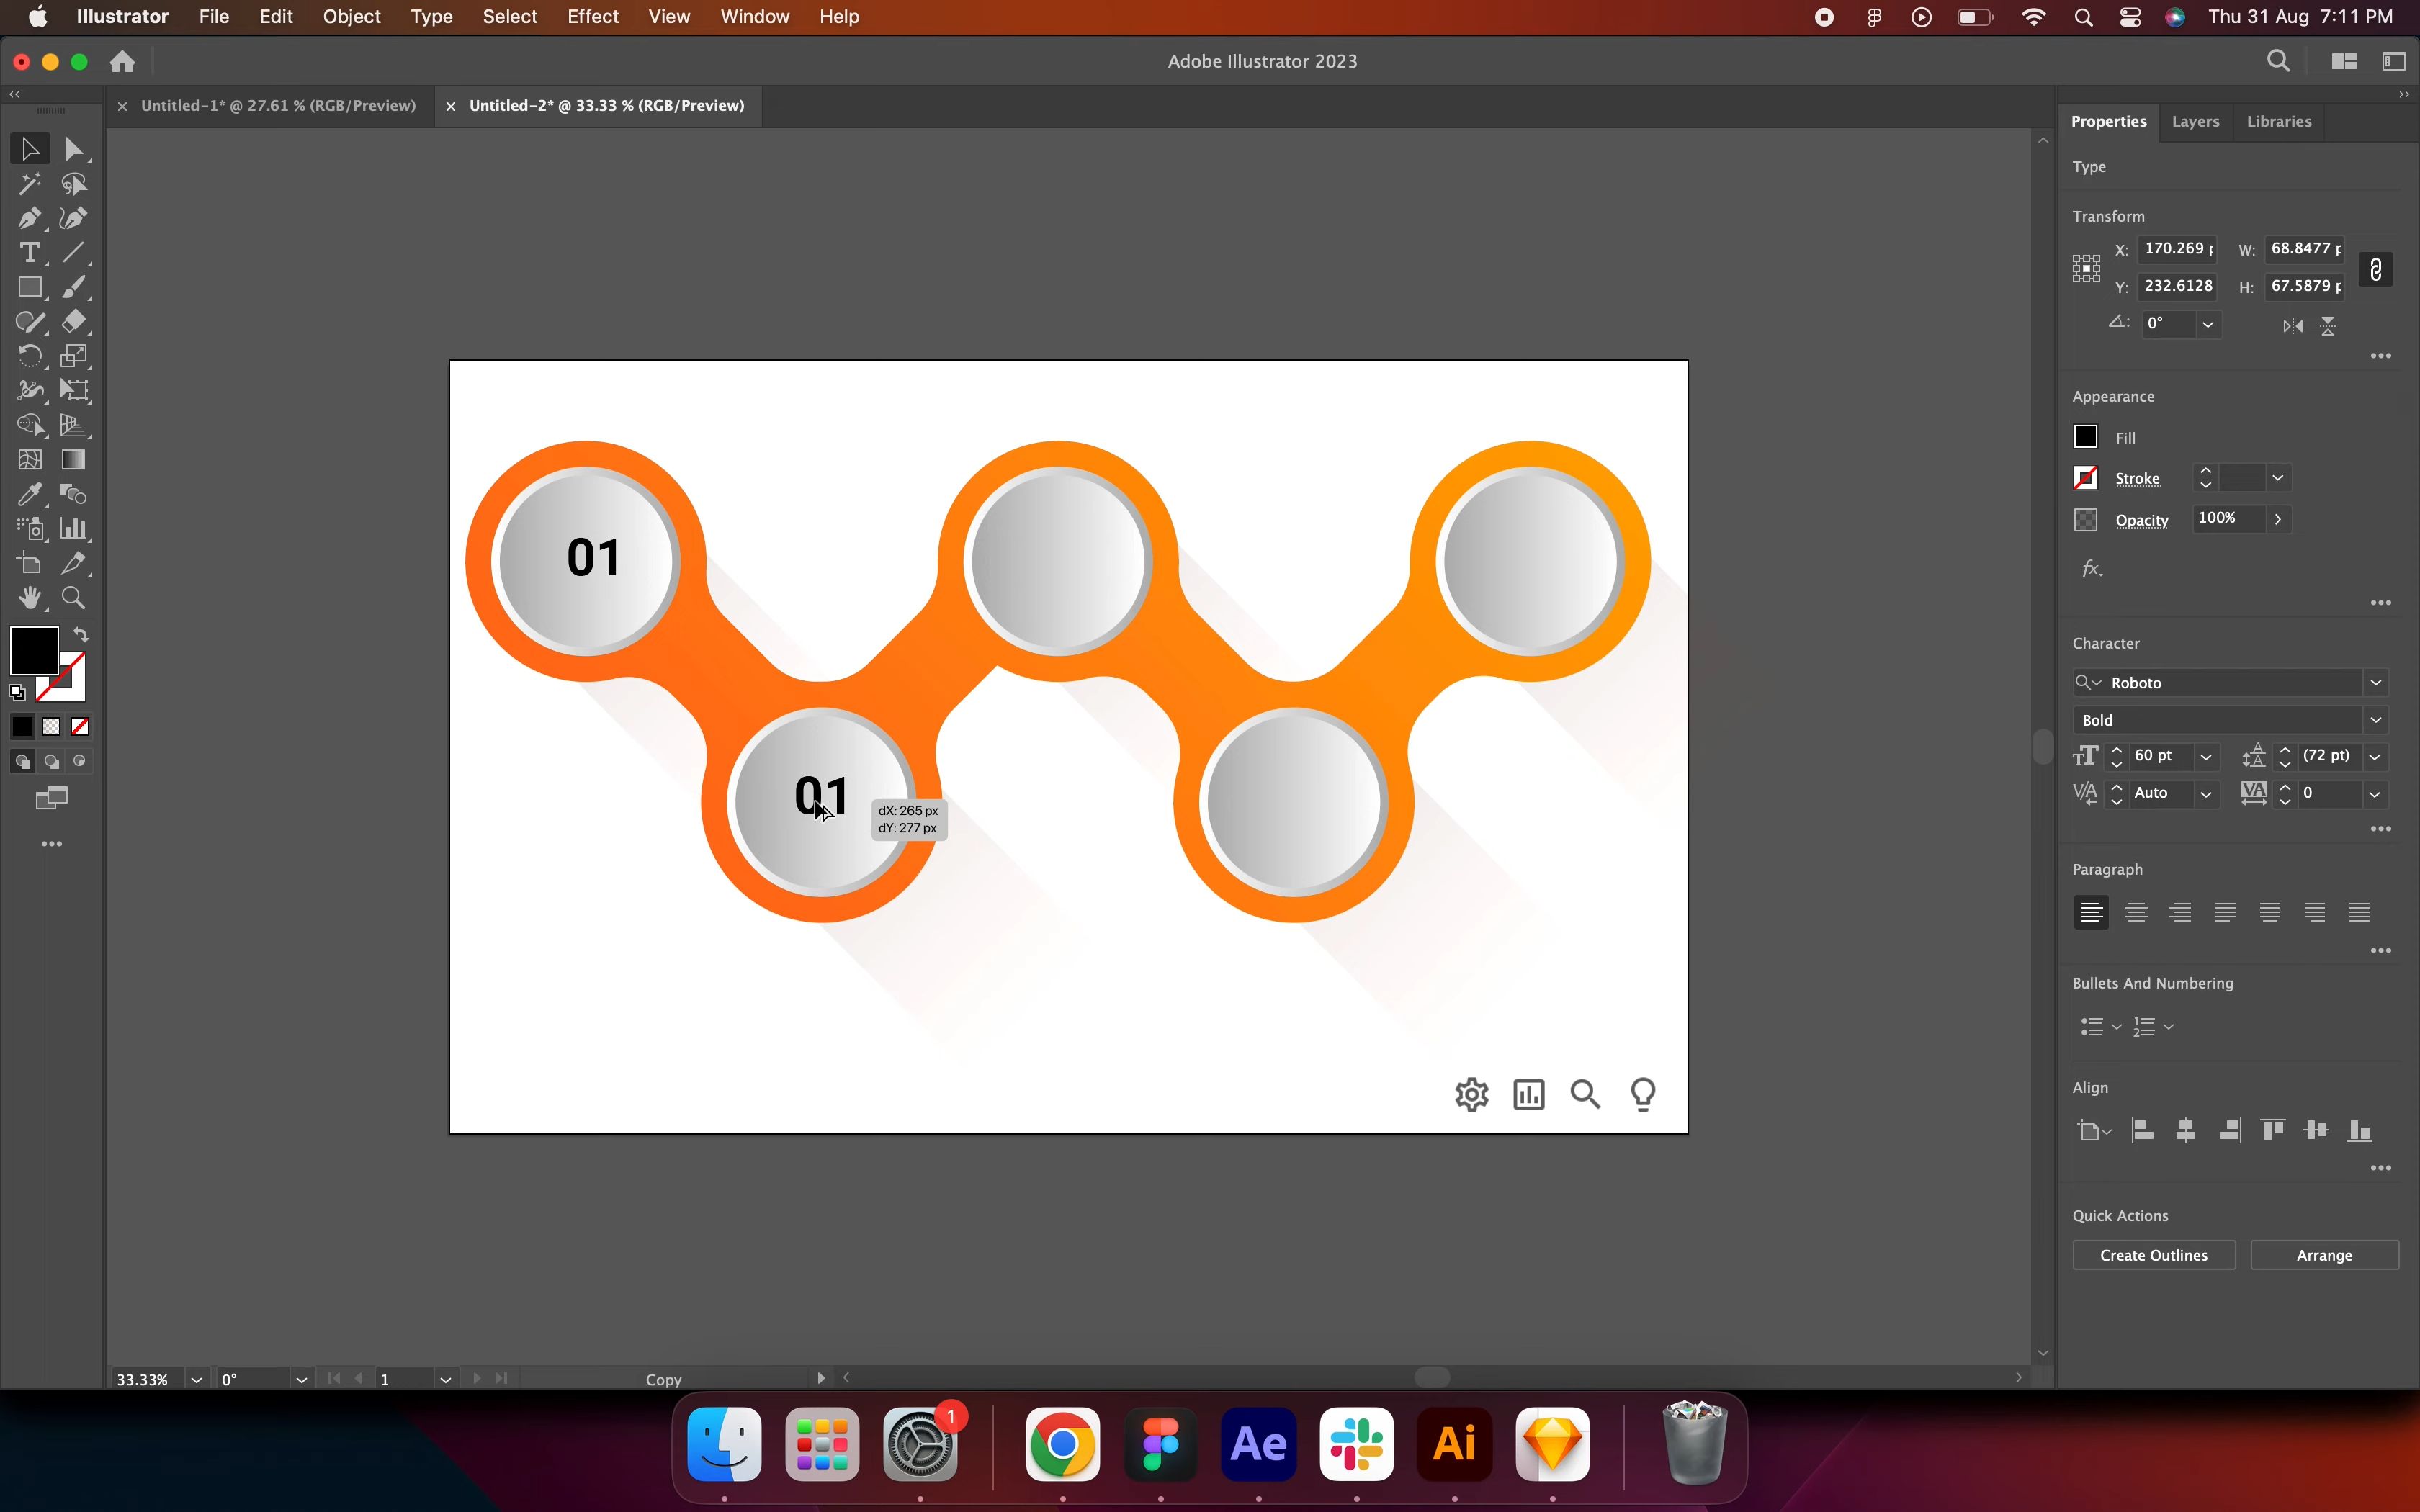 Illustrator File Edit Object Type Select Effect View Window Help Thu 31 Aug 7:11 PM
Adobe Illustrator 2023
Untitled-1* @ 27.61 % (RGB/Preview) Untitled-2* @ 33.33 % (RGB/Preview)
Properties Layers Libraries
Type
Transform
X: 170.269 W: 68.8477
Y: 232.6128 H: 67.5879
0°
Appearance
Fill
Stroke
Opacity 100%
fx
Character
Roboto
Bold
60 pt (72 pt)
Auto 0
Paragraph
Bullets And Numbering
Align
Quick Actions
Create Outlines Arrange
01
01
dX: 265 px
dY: 277 px
33.33% 0° 1 Copy
1
Ae Ai